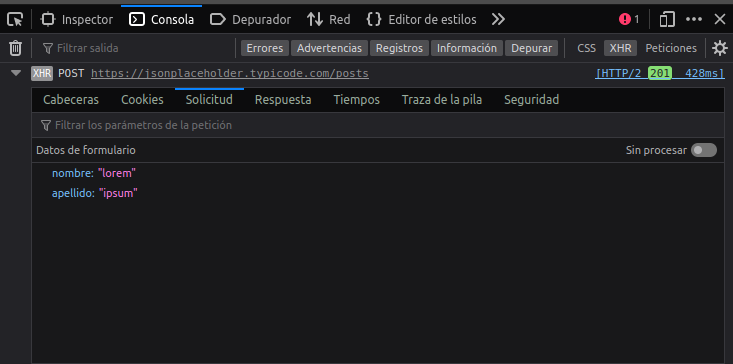 Inspector Consola Depurador Red Editor de estilos 1
Filtrar salida Errores Advertencias Registros Información Depurar CSS XHR Peticiones
XHR POST https://jsonplaceholder.typicode.com/posts [HTTP/2 201 428ms]
Cabeceras Cookies Solicitud Respuesta Tiempos Traza de la pila Seguridad
Filtrar los parámetros de la petición
Datos de formulario Sin procesar
nombre: "lorem"
apellido: "ipsum"